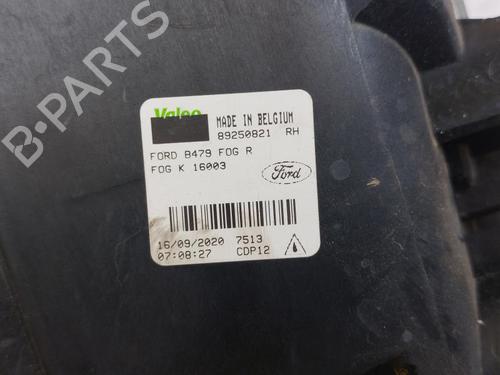 Valeo
MADE IN BELGIUM
89250821 RH
FORD B479 FOG R
FOG K 16003
Ford
16/09/2020 7513
07:08:27 CDP12
B-PARTS